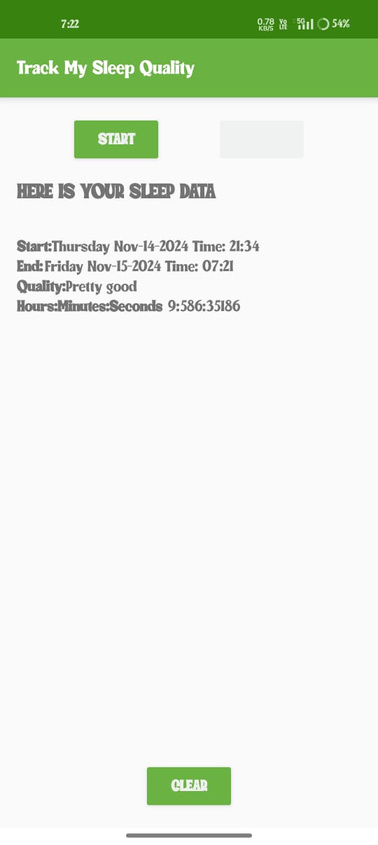 7:22
0.78 KB/S Vo LTE 5G 54%
Track My Sleep Quality
START
HERE IS YOUR SLEEP DATA
Start:Thursday Nov-14-2024 Time: 21:34
End:Friday Nov-15-2024 Time: 07:21
Quality:Pretty good
Hours:Minutes:Seconds 9:586:35186
CLEAR